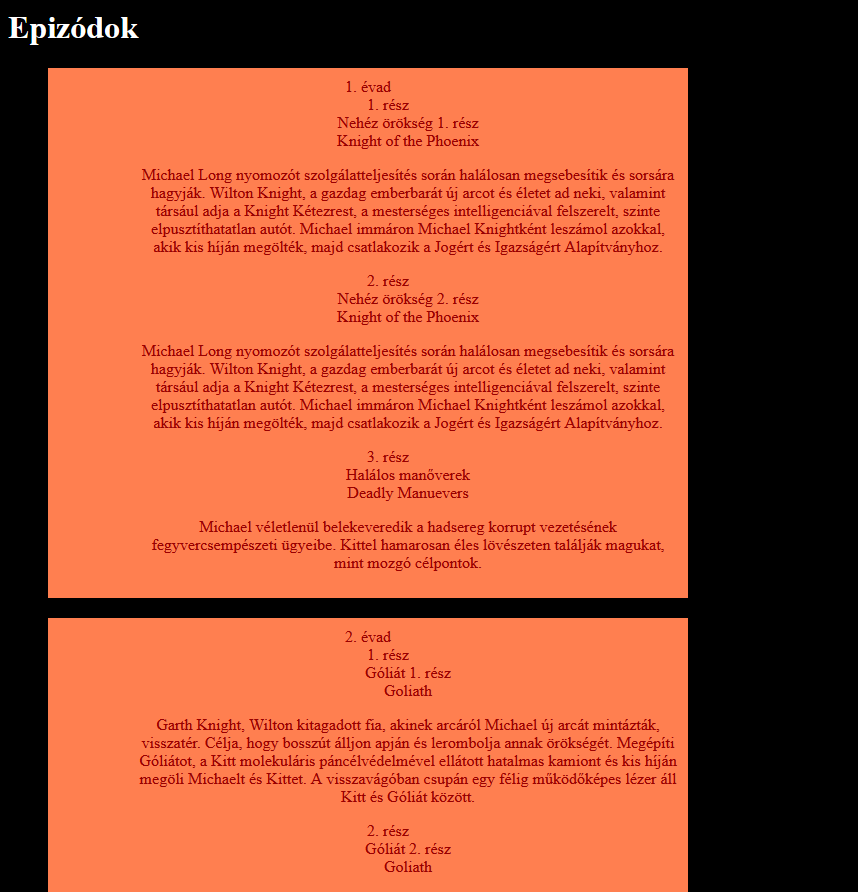 Epizódok
1. évad
1. rész
Nehéz örökség 1. rész
Knight of the Phoenix
Michael Long nyomozót szolgálatteljesítés során halálosan megsebesítik és sorsára
hagyják. Wilton Knight, a gazdag emberbarát új arcot és életet ad neki, valamint
társául adja a Knight Kétezrest, a mesterséges intelligenciával felszerelt, szinte
elpusztíthatatlan autót. Michael immáron Michael Knightként leszámol azokkal,
akik kis híján megölték, majd csatlakozik a Jogért és Igazságért Alapítványhoz.
2. rész
Nehéz örökség 2. rész
Knight of the Phoenix
Michael Long nyomozót szolgálatteljesítés során halálosan megsebesítik és sorsára
hagyják. Wilton Knight, a gazdag emberbarát új arcot és életet ad neki, valamint
társául adja a Knight Kétezrest, a mesterséges intelligenciával felszerelt, szinte
elpusztíthatatlan autót. Michael immáron Michael Knightként leszámol azokkal,
akik kis híján megölték, majd csatlakozik a Jogért és Igazságért Alapítványhoz.
3. rész
Halálos manőverek
Deadly Manuevers
Michael véletlenül belekeveredik a hadsereg korrupt vezetésének
fegyvercsempészeti ügyeibe. Kittel hamarosan éles lövészeten találják magukat,
mint mozgó célpontok.
2. évad
1. rész
Góliát 1. rész
Goliath
Garth Knight, Wilton kitagadott fia, akinek arcáról Michael új arcát mintázták,
visszatér. Célja, hogy bosszút álljon apján és lerombolja annak örökségét. Megépíti
Góliátot, a Kitt molekuláris páncélvédelmével ellátott hatalmas kamiont és kis híján
megöli Michaelt és Kittet. A visszavágóban csupán egy félig működőképes lézer áll
Kitt és Góliát között.
2. rész
Góliát 2. rész
Goliath